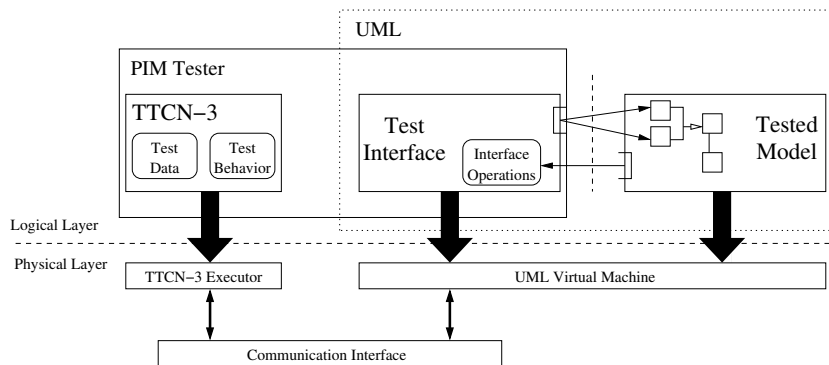 UML
PIM Tester
TTCN−3
Test
Data
Test
Behavior
Test
Interface
Interface
Operations
Tested
Model
Logical Layer
Physical Layer
TTCN−3 Executor
UML Virtual Machine
Communication Interface